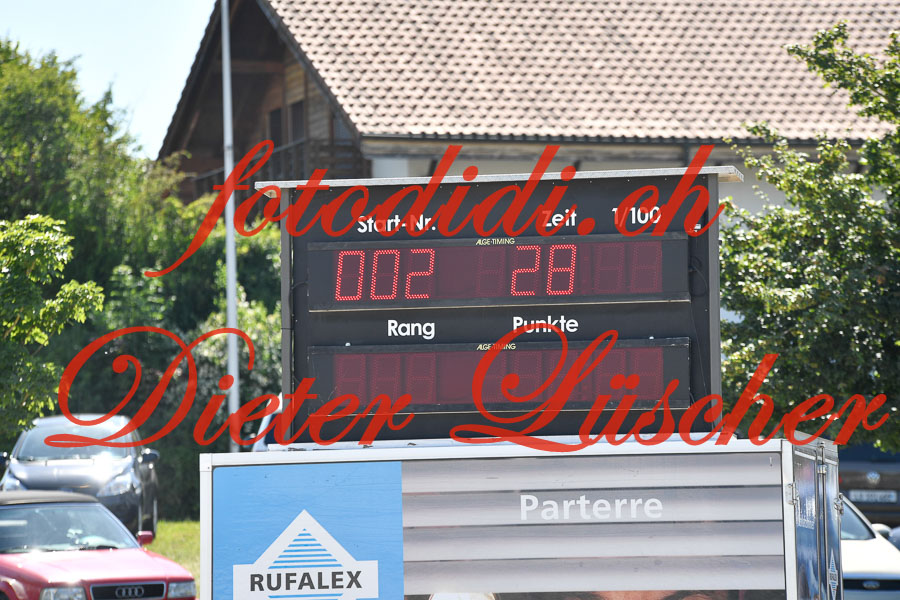 fotodidi.ch
Start-Nr. Zeit 1/100
ALGE-TIMING
002 28
Rang Punkte
ALGE-TIMING
Dieter Lüscher
Parterre
RUFALEX